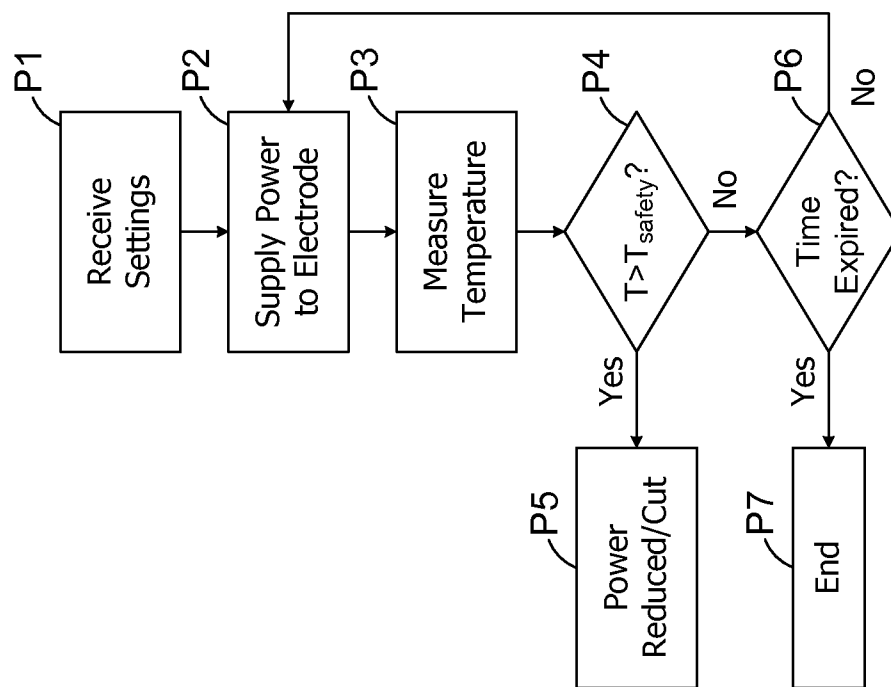 P1
Receive
Settings
P2
Supply Power
to Electrode
P3
Measure
Temperature
P4
T>Tsafety?
Yes
No
P5
Power
Reduced/Cut
P6
Time
Expired?
Yes
No
P7
End